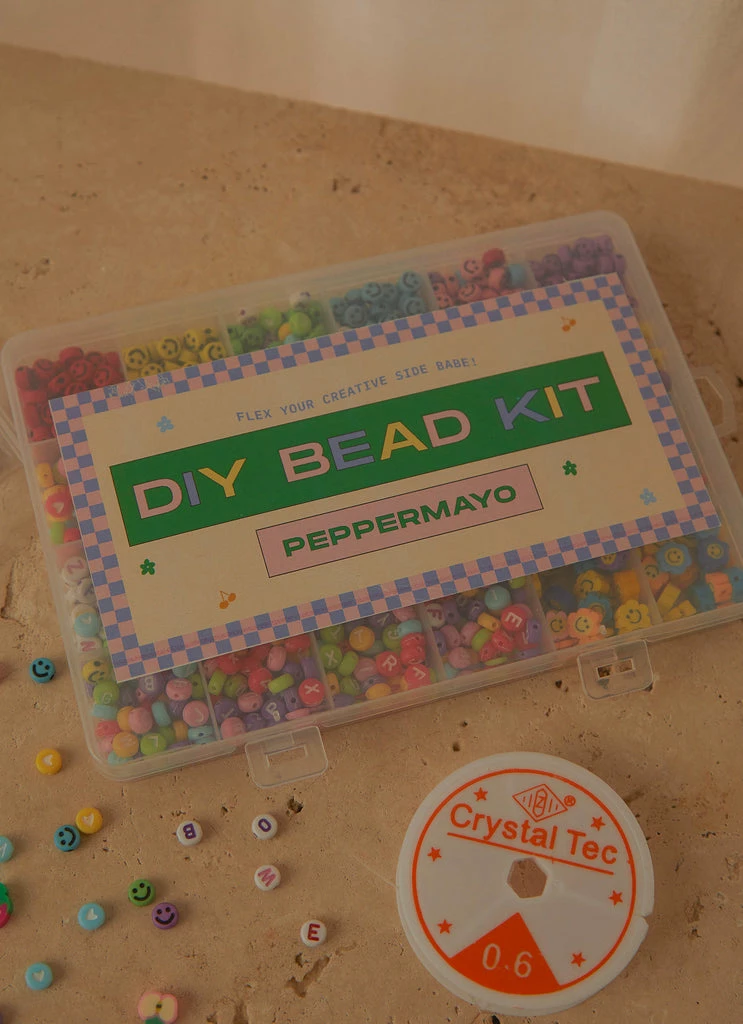 FLEX YOUR CREATIVE SIDE BABE!
DIY BEAD KIT
PEPPERMAYO
Crystal Tec
0.6
B
O
M
E